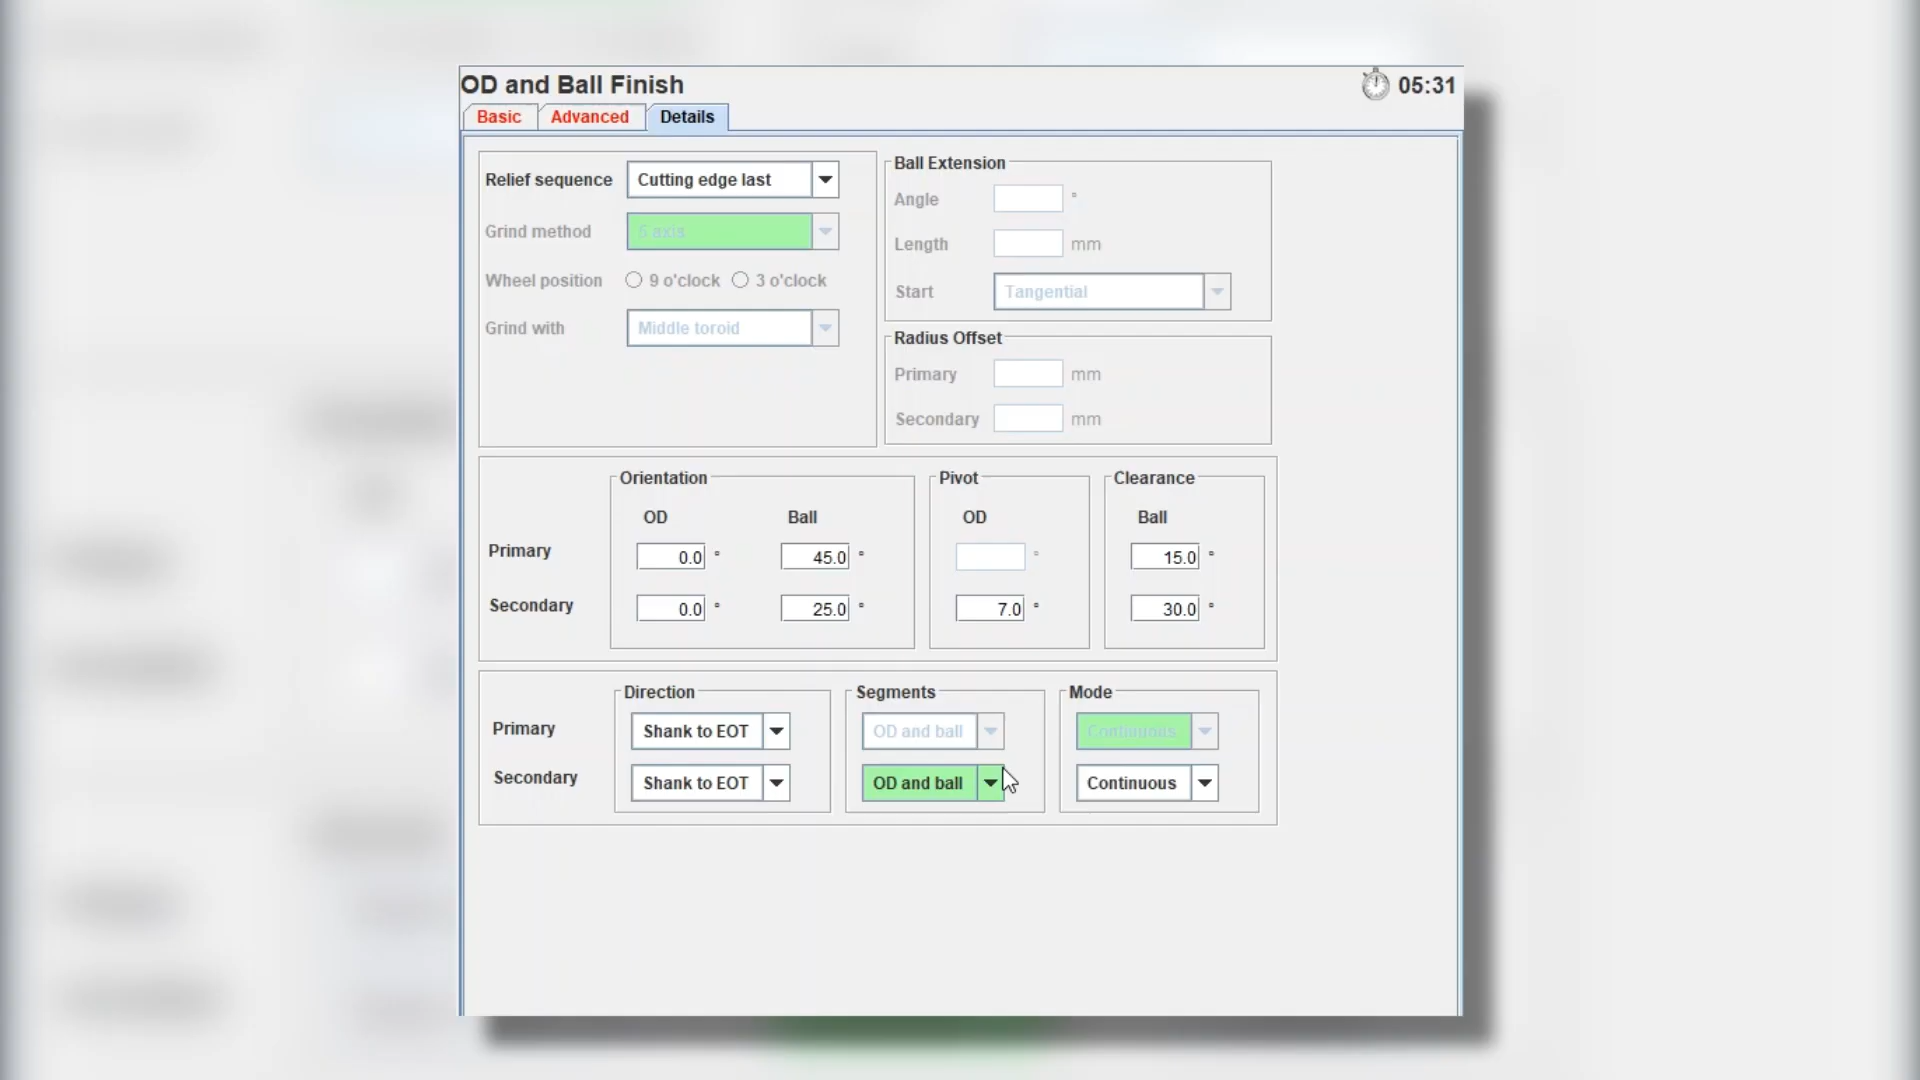 OD and Ball Finish
05:31
Basic Advanced Details
Relief sequence Cutting edge last
Grind method 5 axis
Wheel position 9 o'clock 3 o'clock
Grind with Middle toroid
Ball Extension
Angle °
Length mm
Start Tangential
Radius Offset
Primary mm
Secondary mm
Orientation Pivot Clearance
OD Ball OD Ball
Primary 0.0 ° 45.0 ° ° 15.0 °
Secondary 0.0 ° 25.0 ° 7.0 ° 30.0 °
Direction Segments Mode
Primary Shank to EOT OD and ball Continuous
Secondary Shank to EOT OD and ball Continuous